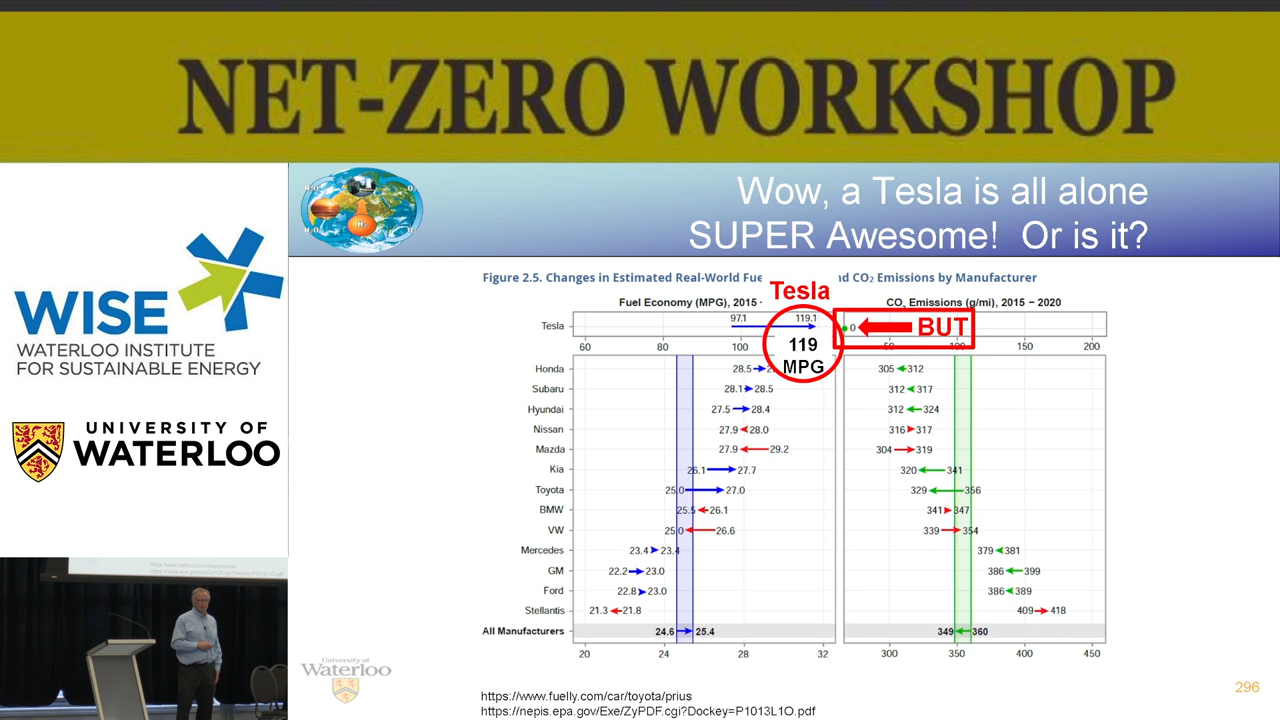 NET-ZERO WORKSHOP
WISE
WATERLOO INSTITUTE
FOR SUSTAINABLE ENERGY
UNIVERSITY OF
WATERLOO
Wow, a Tesla is all alone
SUPER Awesome! Or is it?
Figure 2.5. Changes in Estimated Real-World Fue
nd CO₂ Emissions by Manufacturer
Tesla
Fuel Economy (MPG), 2015 -
CO₂ Emissions (g/mi), 2015 – 2020
Tesla 97.1 119.1 0 BUT
119
MPG
60 80 100 50 100 150 200
Honda 28.5 305 312
Subaru 28.1 28.5 312 317
Hyundai 27.5 28.4 312 324
Nissan 27.9 28.0 316 317
Mazda 27.9 29.2 304 319
Kia 26.1 27.7 320 341
Toyota 25.0 27.0 329 356
BMW 25.5 26.1 341 347
VW 25.0 26.6 339 354
Mercedes 23.4 23.4 379 381
GM 22.2 23.0 386 399
Ford 22.8 23.0 386 389
Stellantis 21.3 21.8 409 418
All Manufacturers 24.6 25.4 349 360
20 24 28 32 300 350 400 450
University of
Waterloo
https://www.fuelly.com/car/toyota/prius
https://nepis.epa.gov/Exe/ZyPDF.cgi?Dockey=P1013L1O.pdf
296